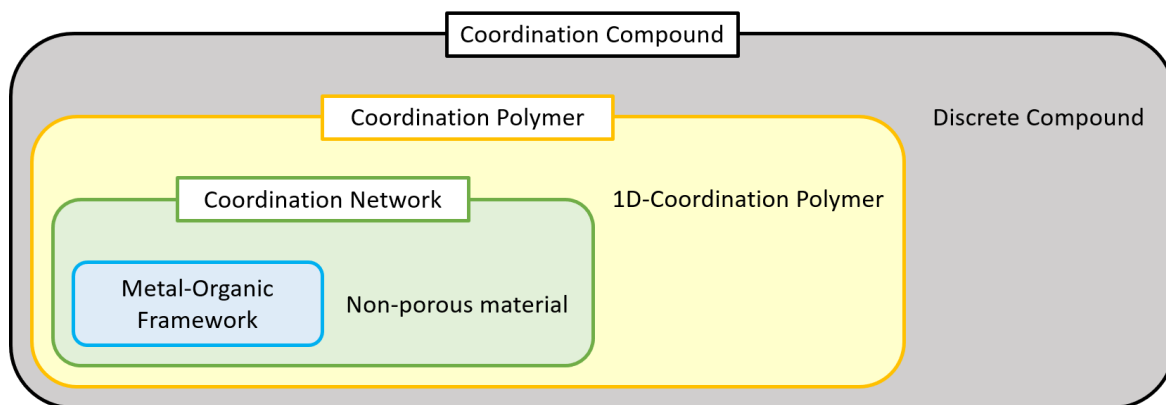 Coordination Compound
Coordination Polymer
Discrete Compound
Coordination Network
1D-Coordination Polymer
Metal-Organic
Framework
Non-porous material